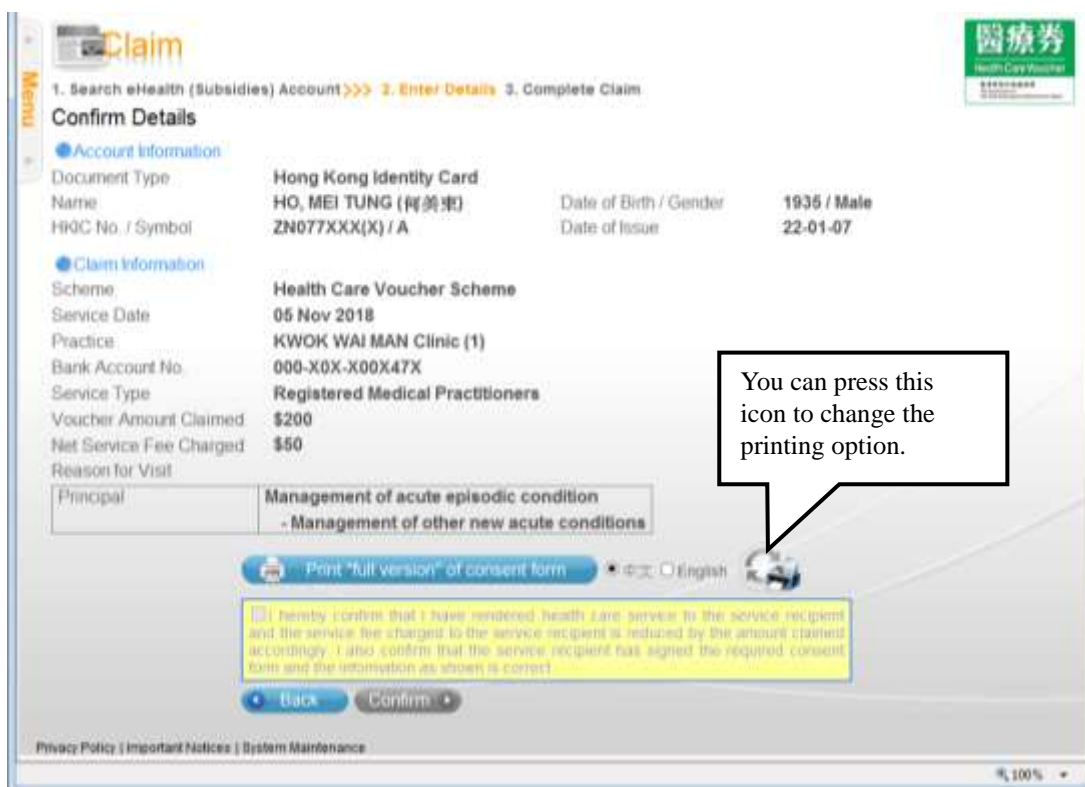 Claim
醫療券
Health Care Voucher
Menu
1. Search eHealth (Subsidies) Account >>> 2. Enter Details 3. Complete Claim
Confirm Details
Account Information
Document Type Hong Kong Identity Card
Name HO, MEI TUNG (何美東) Date of Birth / Gender 1935 / Male
HKIC No. / Symbol ZN077XXX(X) / A Date of Issue 22-01-07
Claim Information
Scheme Health Care Voucher Scheme
Service Date 05 Nov 2018
Practice KWOK WAI MAN Clinic (1)
Bank Account No. 000-X0X-X00X47X
Service Type Registered Medical Practitioners
Voucher Amount Claimed $200
Net Service Fee Charged $50
Reason for Visit
Principal Management of acute episodic condition
- Management of other new acute conditions
You can press this
icon to change the
printing option.
Print "full version" of consent form 中文 English
I hereby confirm that I have rendered health care service to the service recipient
and the service fee charged to the service recipient is reduced by the amount claimed
accordingly. I also confirm that the service recipient has signed the required consent
form and the information as shown is correct
Back Confirm
Privacy Policy | Important Notices | System Maintenance
100%